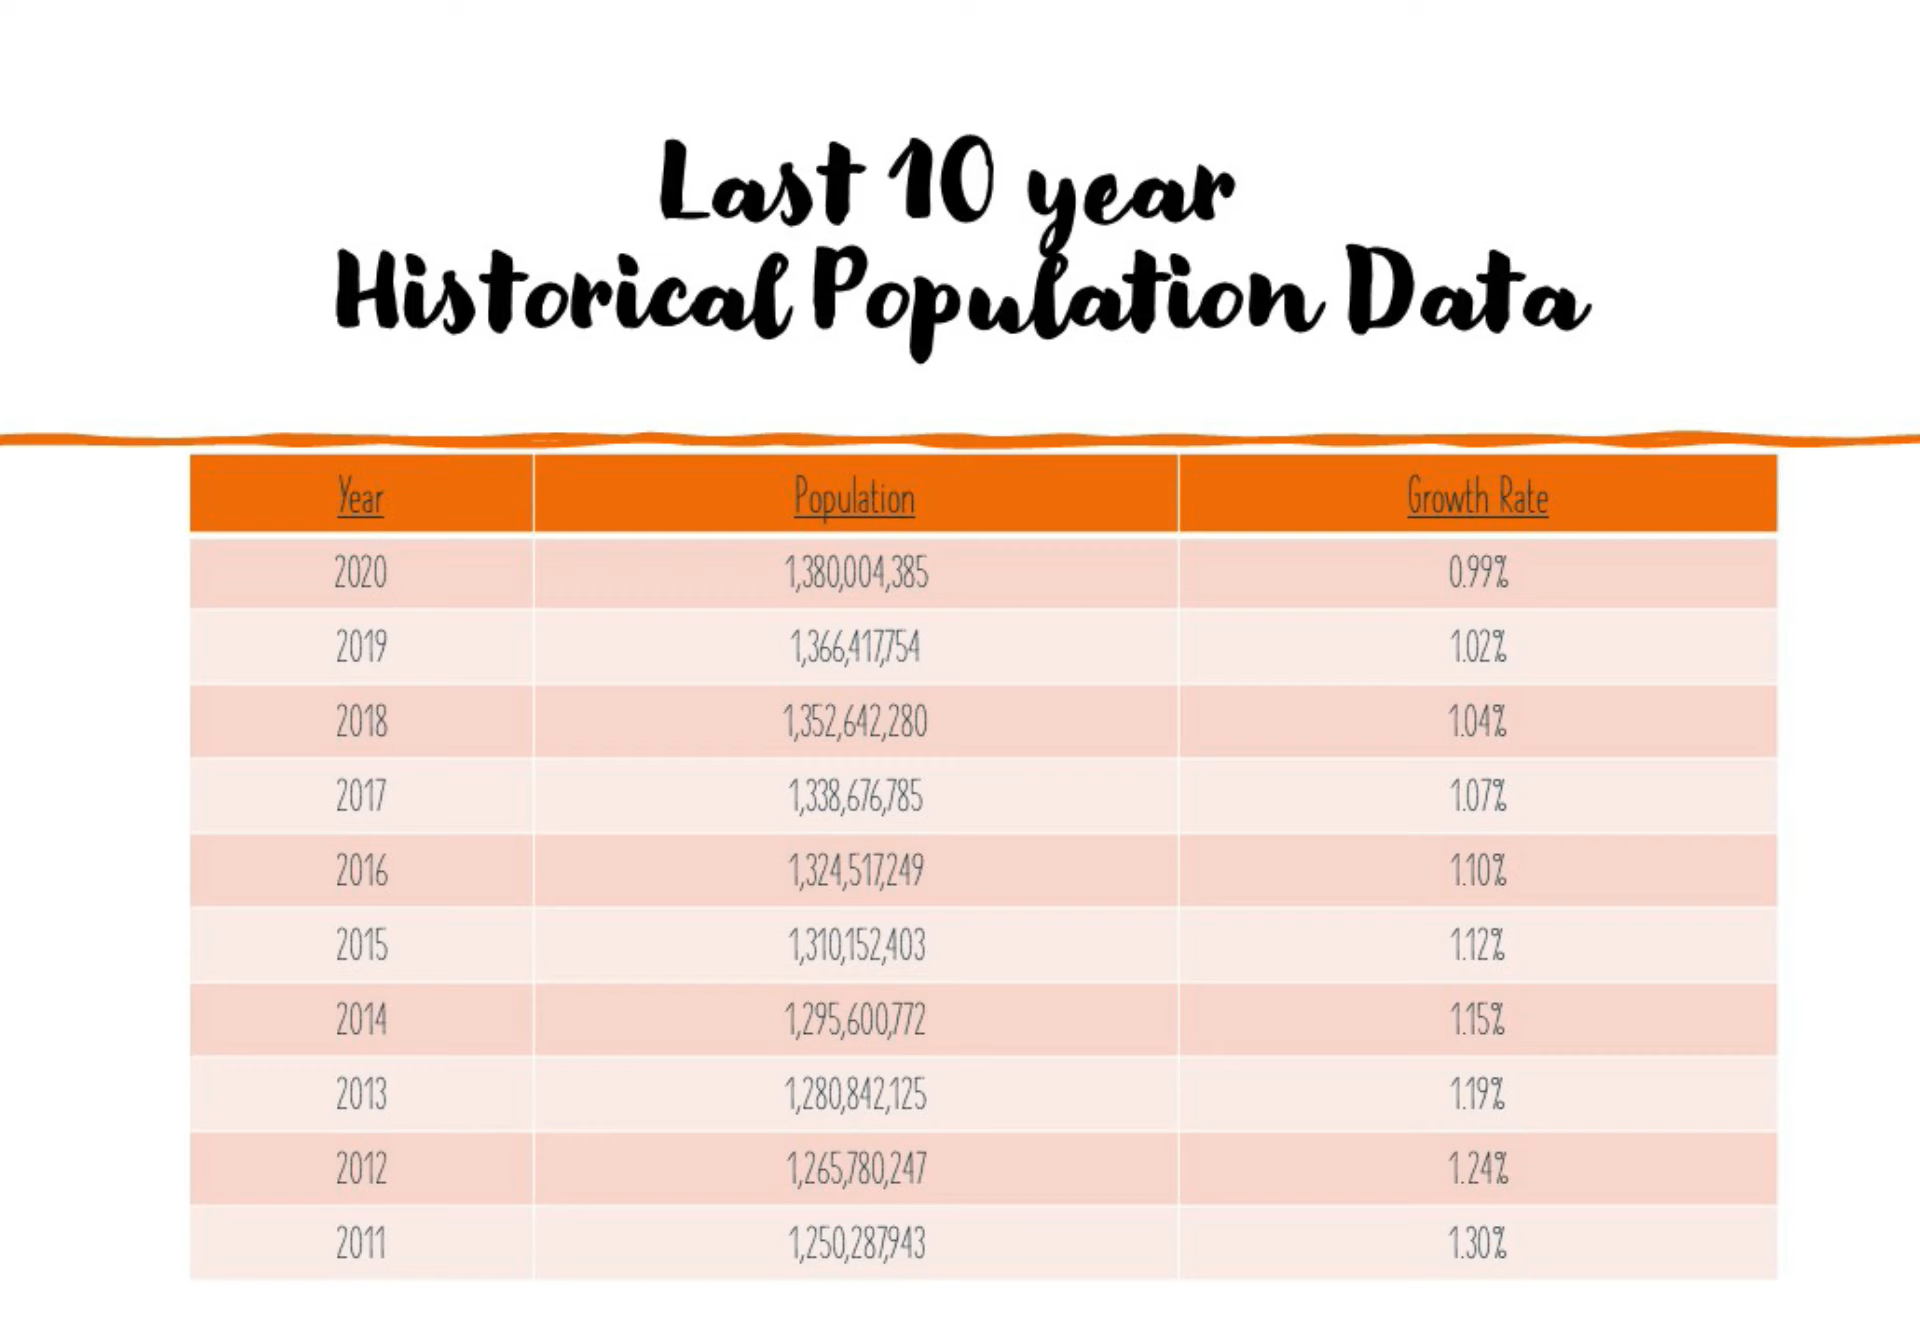 Last 10 year
Historical Population Data
Year Population Growth Rate
2020 1,380,004,385 0.99%
2019 1,366,417,754 1.02%
2018 1,352,642,280 1.04%
2017 1,338,676,785 1.07%
2016 1,324,517,249 1.10%
2015 1,310,152,403 1.12%
2014 1,295,600,772 1.15%
2013 1,280,842,125 1.19%
2012 1,265,780,247 1.24%
2011 1,250,287,943 1.30%